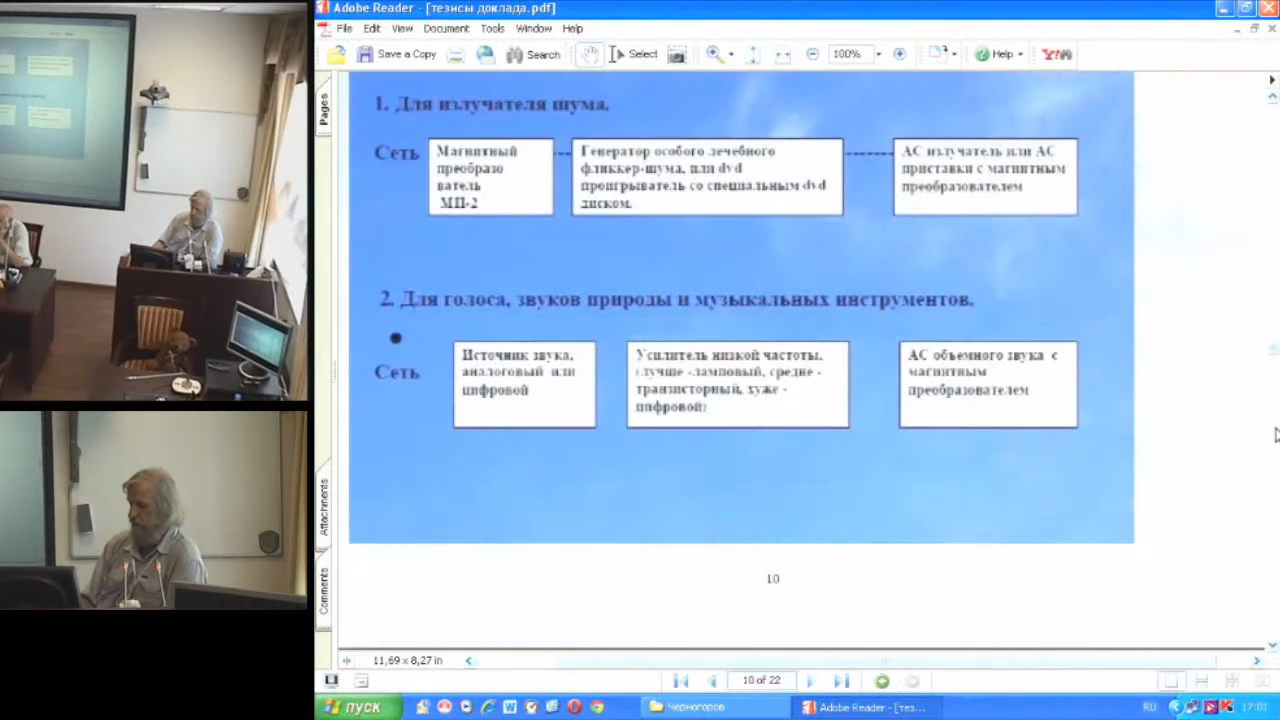 Adobe Reader - [тезисы доклада.pdf]
File Edit View Document Tools Window Help
Save a Copy Search Select 100% Help
Pages
1. Для излучателя шума.
Сеть
Магнитный
преобразо
ватель
МП-2
Генератор особого лечебного
фликкер-шума, или dvd
проигрыватель со специальным dvd
диском.
АС излучатель или АС
приставки с магнитным
преобразователем
2. Для голоса, звуков природы и музыкальных инструментов.
Сеть
Источник звука,
аналоговый или
цифровой
Усилитель низкой частоты,
(лучше -ламповый, средне -
транзисторный, хуже -
цифровой)
АС объемного звука с
магнитным
преобразователем
Attachments
Comments
10
11,69 x 8,27 in
10 of 22
пуск
Черногоров
Adobe Reader - [тез...
RU
17:01